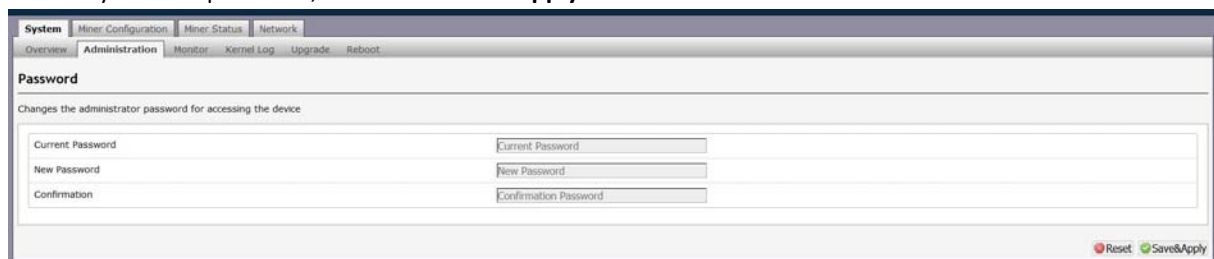 System Miner Configuration Miner Status Network
Overview Administration Monitor Kernel Log Upgrade Reboot
Password
Changes the administrator password for accessing the device
Current Password Current Password
New Password New Password
Confirmation Confirmation Password
Reset Save&Apply